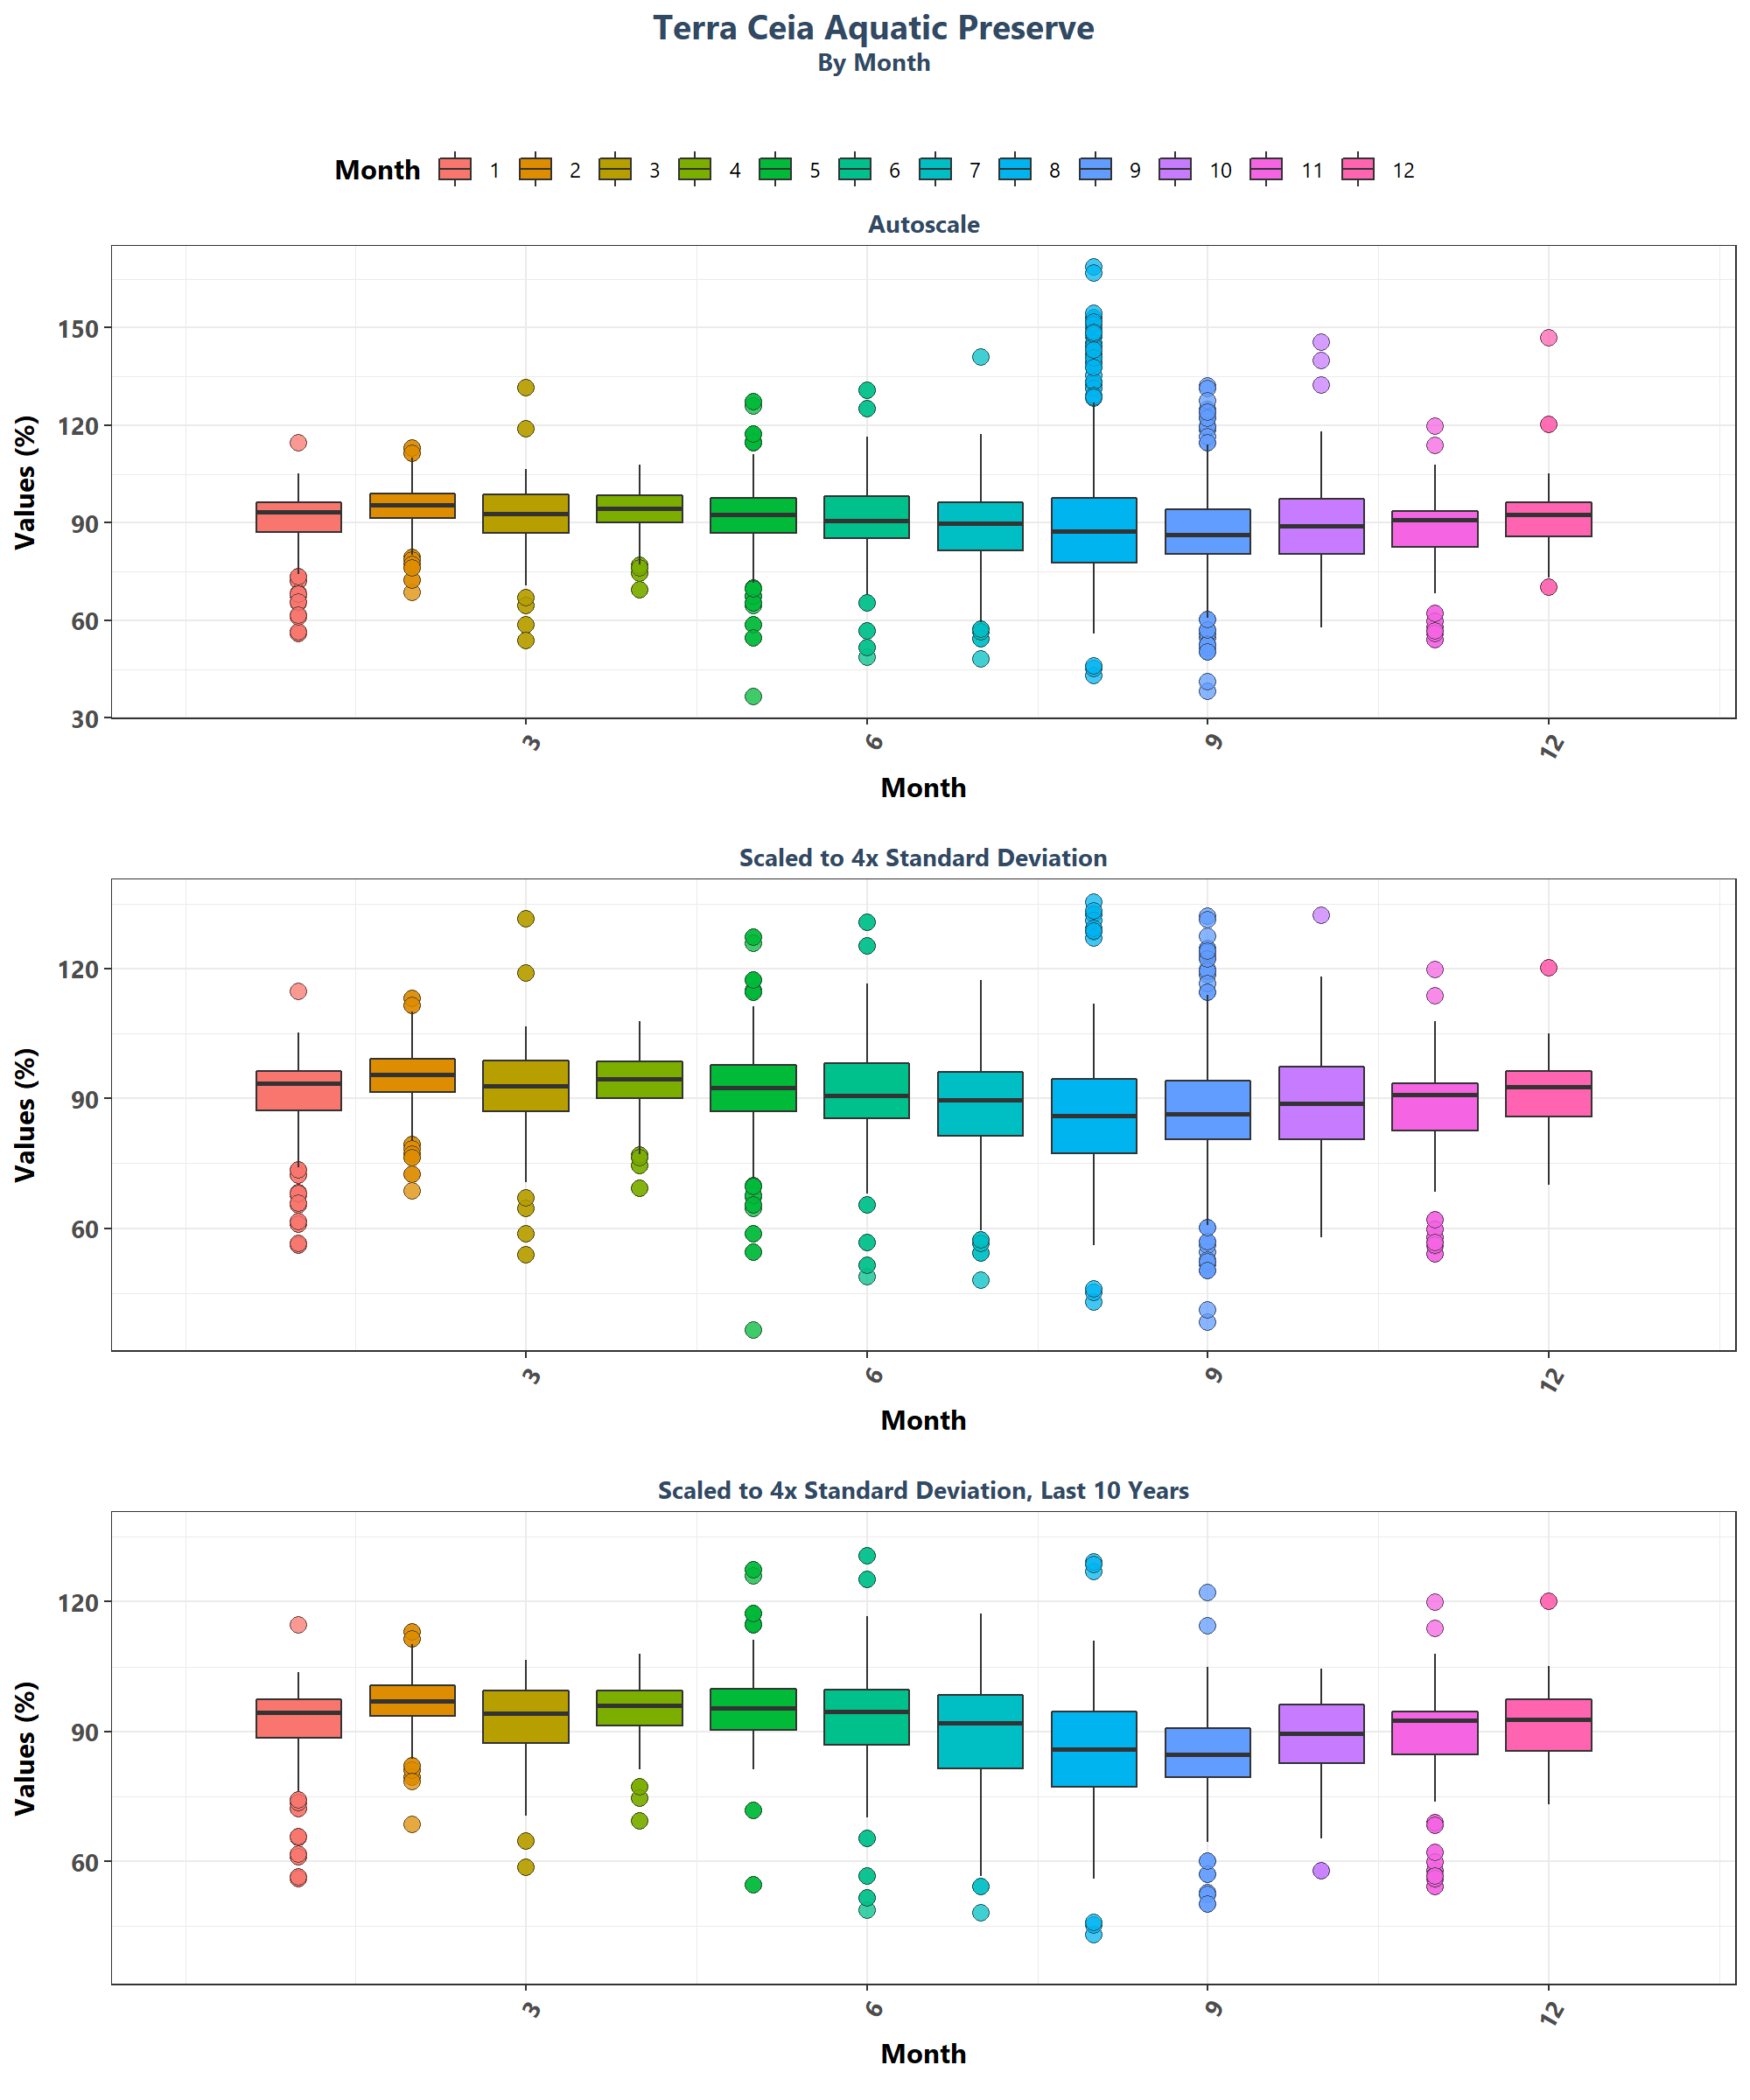 Terra Ceia Aquatic Preserve
By Month
Month 1 2 3 4 5 6 7 8 9 10 11 12
Autoscale
Values (%)
150
120
90
60
30
3 6 9 12
Month
Scaled to 4x Standard Deviation
Values (%)
120
90
60
3 6 9 12
Month
Scaled to 4x Standard Deviation, Last 10 Years
Values (%)
120
90
60
3 6 9 12
Month